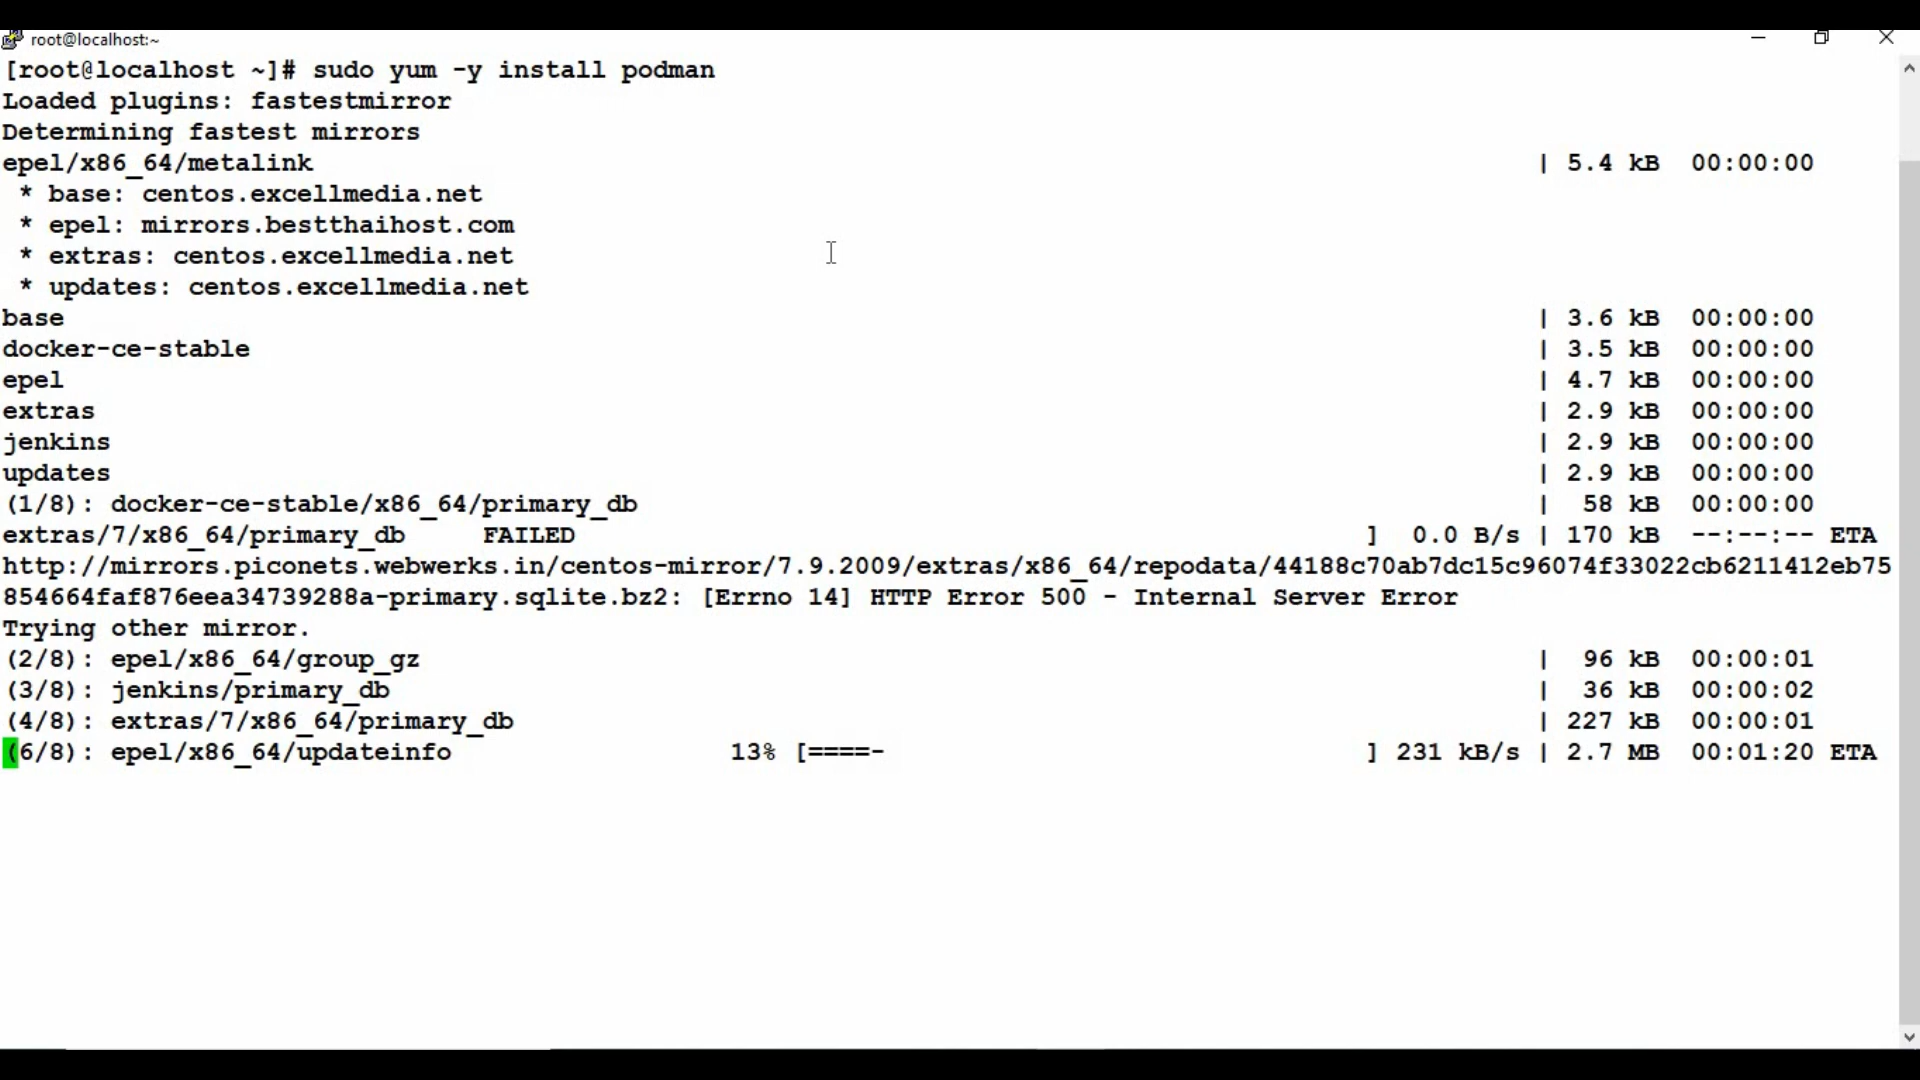 root@localhost:~
[root@localhost ~]# sudo yum -y install podman
Loaded plugins: fastestmirror
Determining fastest mirrors
epel/x86_64/metalink | 5.4 kB 00:00:00
* base: centos.excellmedia.net
* epel: mirrors.bestthaihost.com
* extras: centos.excellmedia.net
* updates: centos.excellmedia.net
base | 3.6 kB 00:00:00
docker-ce-stable | 3.5 kB 00:00:00
epel | 4.7 kB 00:00:00
extras | 2.9 kB 00:00:00
jenkins | 2.9 kB 00:00:00
updates | 2.9 kB 00:00:00
(1/8): docker-ce-stable/x86_64/primary_db | 58 kB 00:00:00
extras/7/x86_64/primary_db FAILED ] 0.0 B/s | 170 kB --:--:-- ETA
http://mirrors.piconets.webwerks.in/centos-mirror/7.9.2009/extras/x86_64/repodata/44188c70ab7dc15c96074f33022cb6211412eb75
854664faf876eea34739288a-primary.sqlite.bz2: [Errno 14] HTTP Error 500 - Internal Server Error
Trying other mirror.
(2/8): epel/x86_64/group_gz | 96 kB 00:00:01
(3/8): jenkins/primary_db | 36 kB 00:00:02
(4/8): extras/7/x86_64/primary_db | 227 kB 00:00:01
(6/8): epel/x86_64/updateinfo 13% [====- ] 231 kB/s | 2.7 MB 00:01:20 ETA